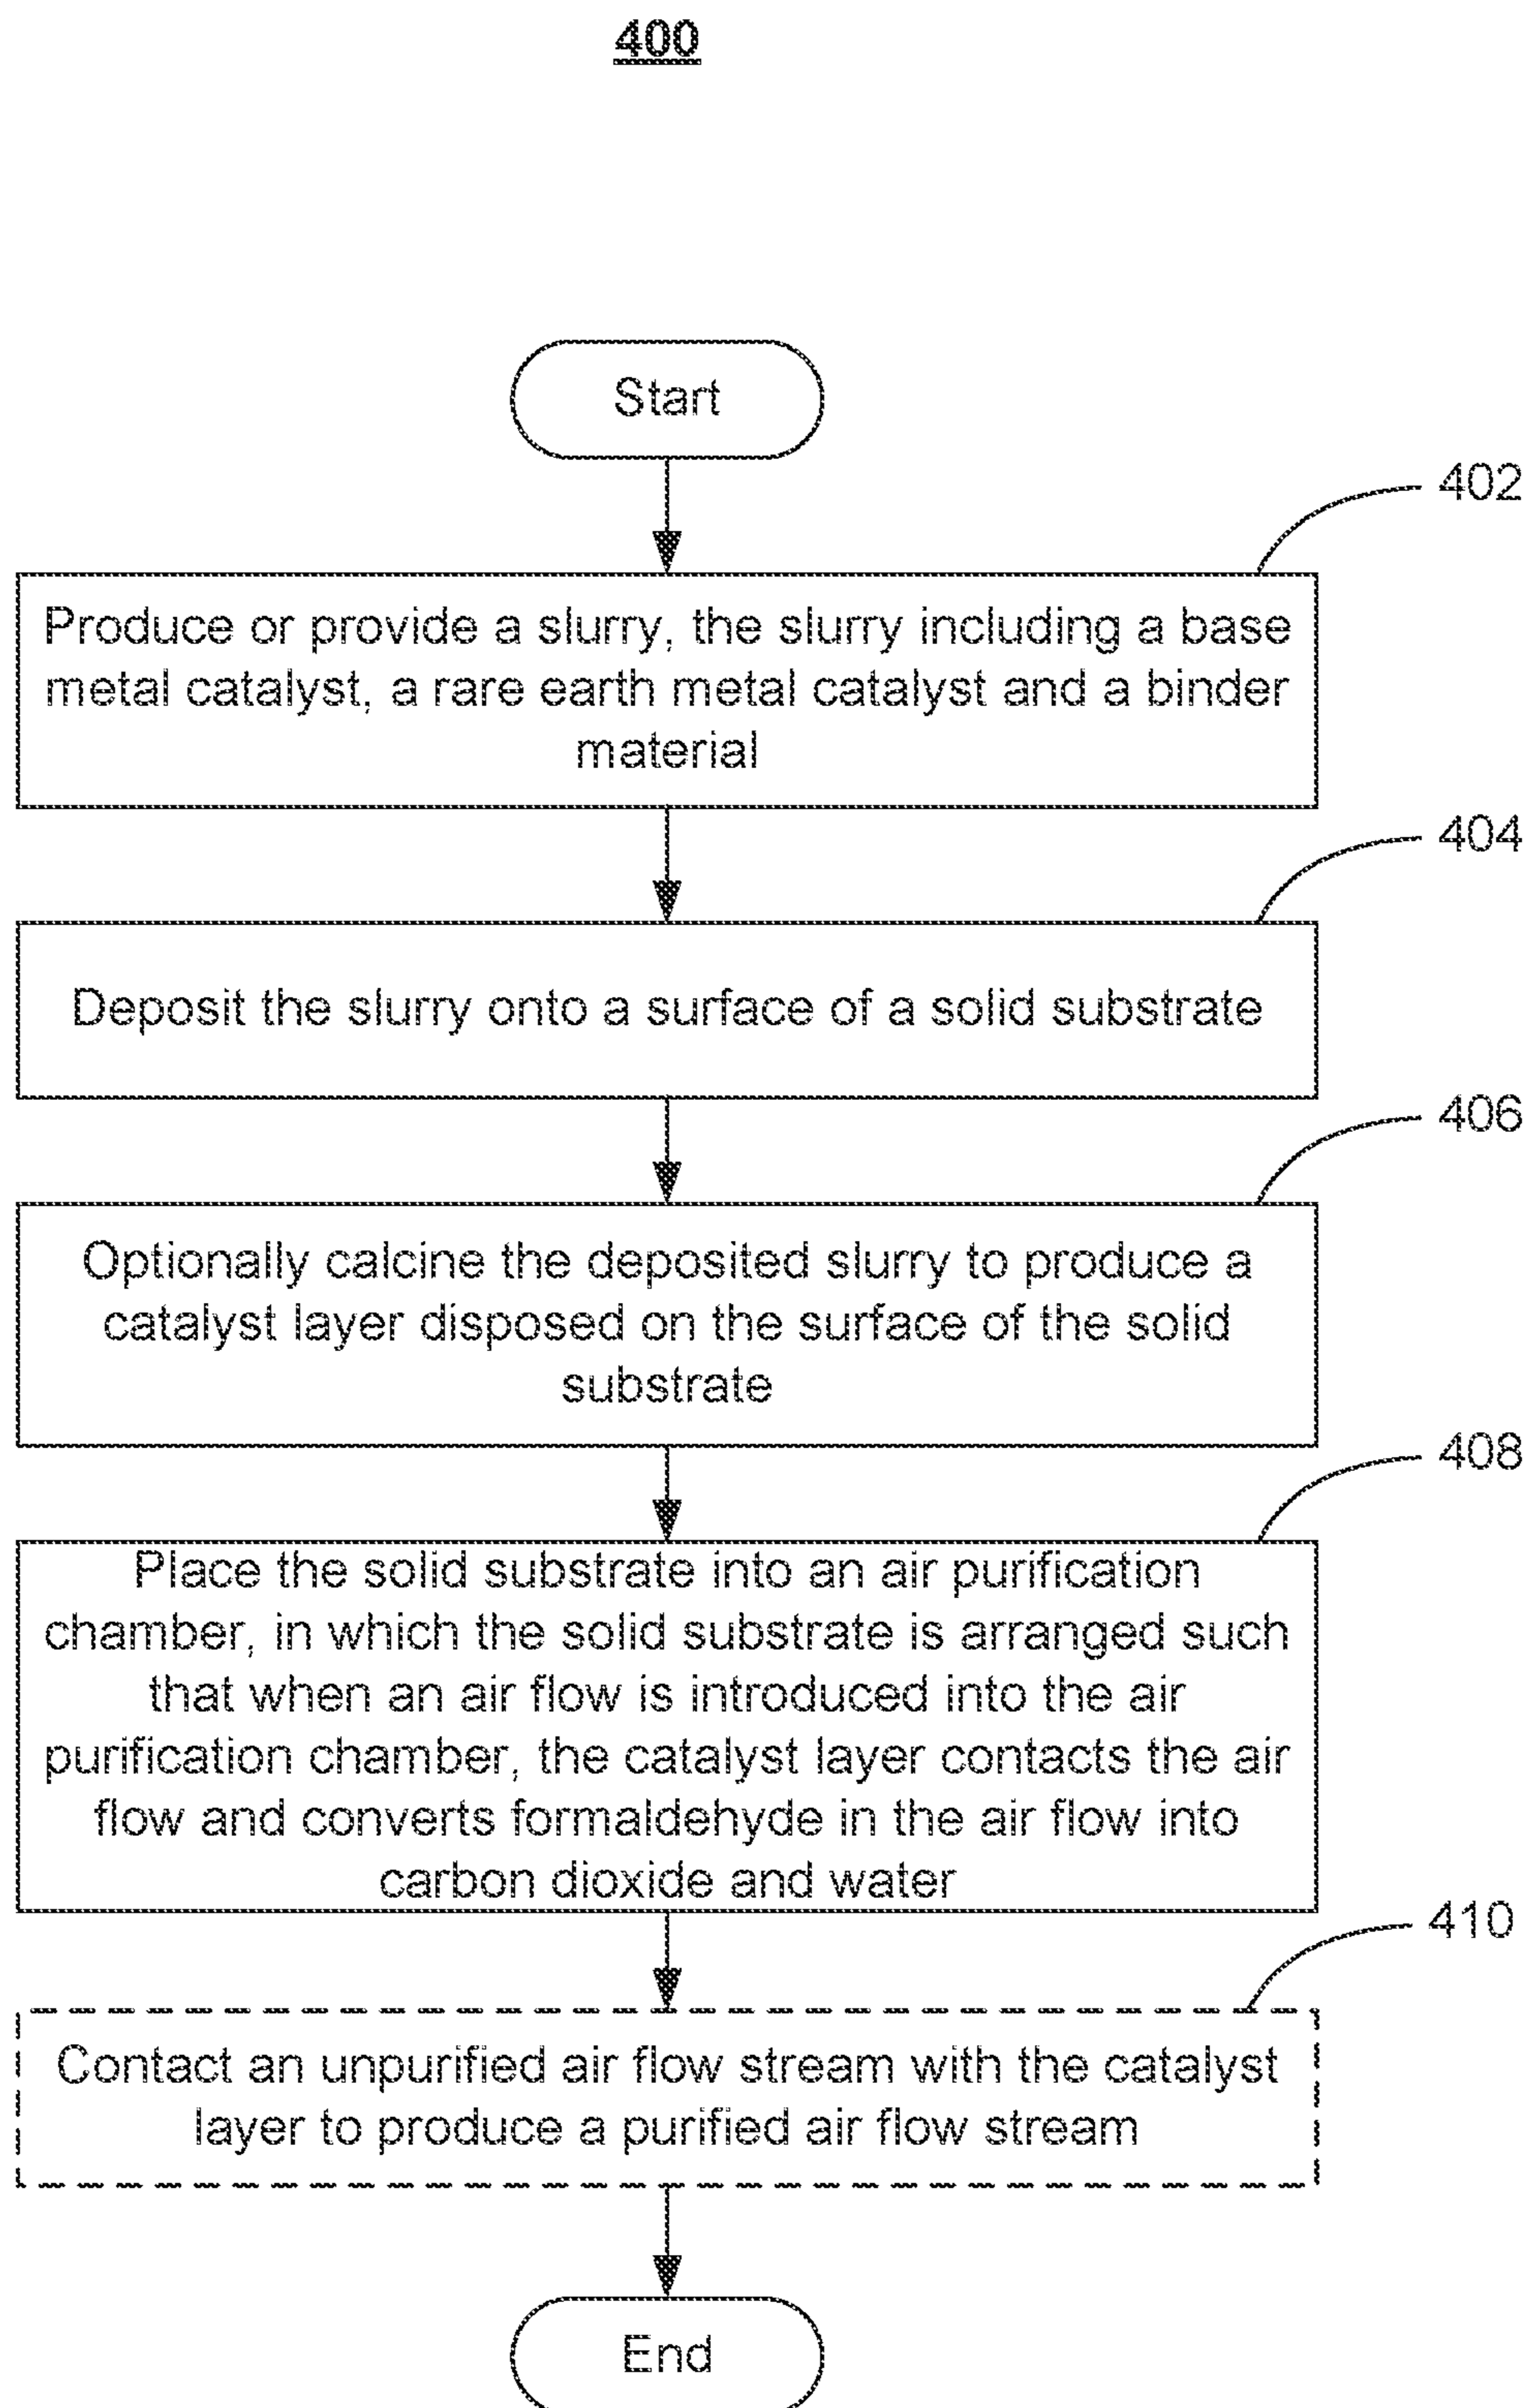 400
Start
402
Produce or provide a slurry, the slurry including a base
metal catalyst, a rare earth metal catalyst and a binder
material
404
Deposit the slurry onto a surface of a solid substrate
406
Optionally calcine the deposited slurry to produce a
catalyst layer disposed on the surface of the solid
substrate
408
Place the solid substrate into an air purification
chamber, in which the solid substrate is arranged such
that when an air flow is introduced into the air
purification chamber, the catalyst layer contacts the air
flow and converts formaldehyde in the air flow into
carbon dioxide and water
410
Contact an unpurified air flow stream with the catalyst
layer to produce a purified air flow stream
End